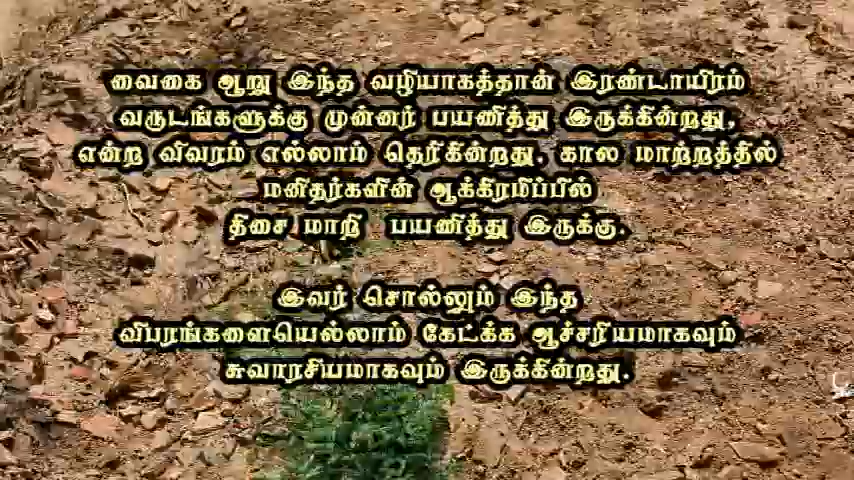 வைகை ஆறு இந்த வழியாகத்தான் இரண்டாயிரம்
வருடங்களுக்கு முன்னர் பயணித்து இருக்கின்றது,
என்ற விவரம் எல்லாம் தெரிகின்றது. கால மாற்றத்தில்
மனிதர்களின் ஆக்கிரமிப்பில்
திசை மாறி பயணித்து இருக்கு.
இவர் சொல்லும் இந்த
விபரங்களையெல்லாம் கேட்க்க ஆச்சரியமாகவும்
சுவாரசியமாகவும் இருக்கின்றது.